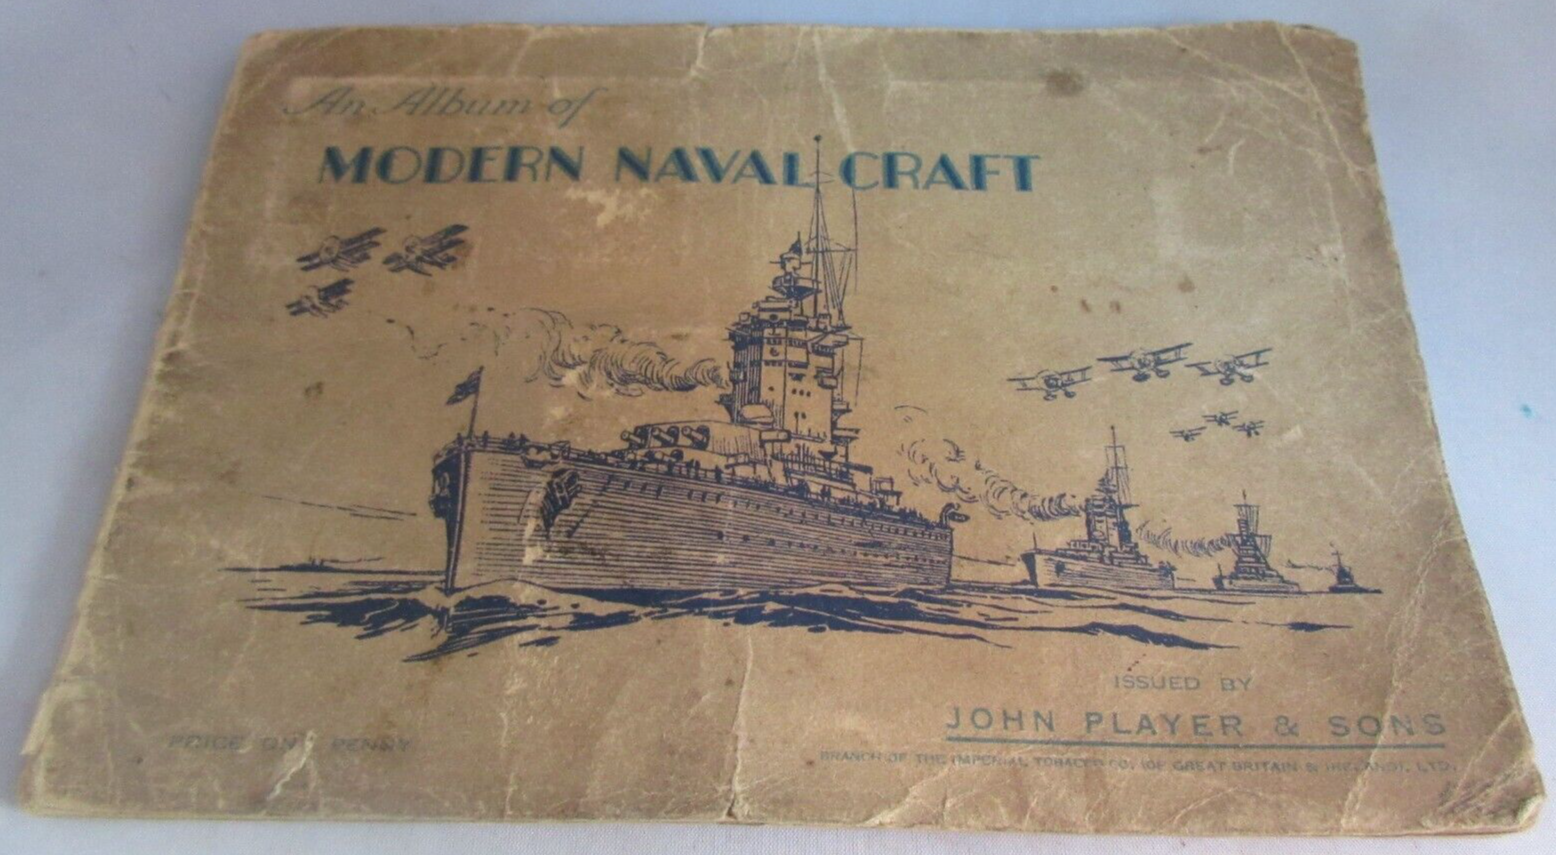 An Album of
MODERN NAVAL CRAFT
ISSUED BY
JOHN PLAYER & SONS
BRANCH OF THE IMPERIAL TOBACCO CO. (OF GREAT BRITAIN & IRELAND), LTD.
PRICE ONE PENNY